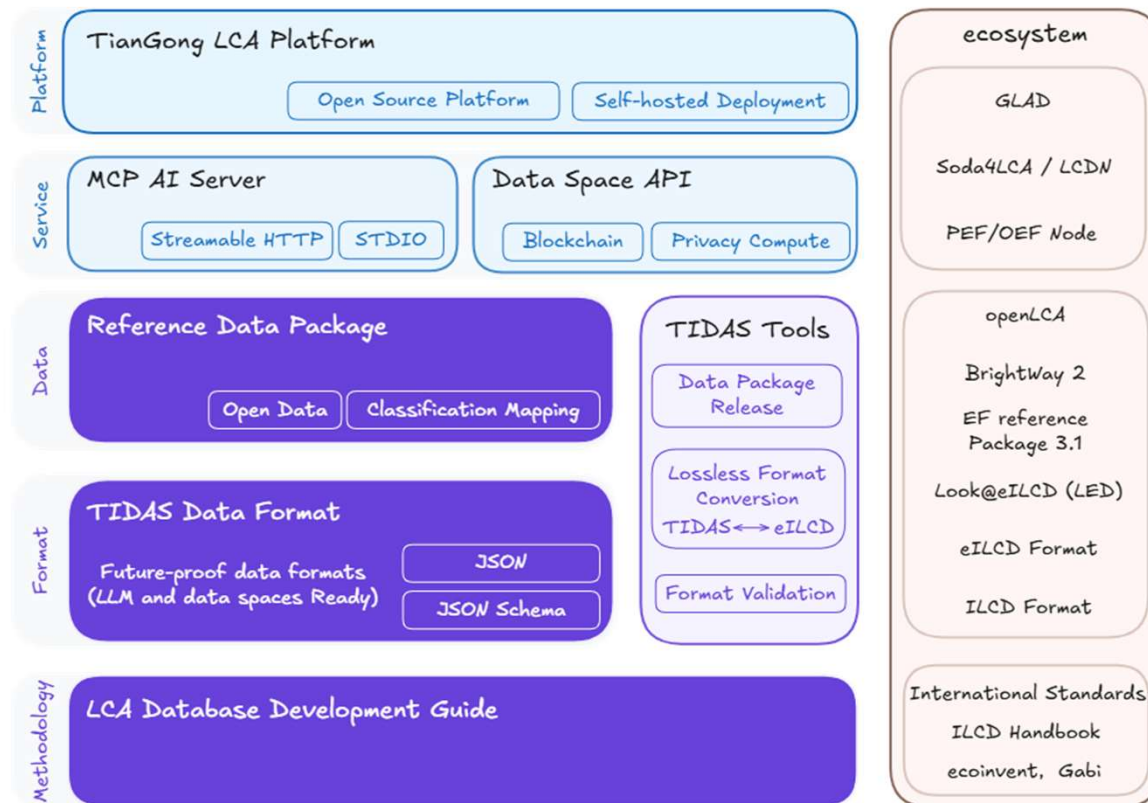 Platform
TianGong LCA Platform
Open Source Platform
Self-hosted Deployment
Service
MCP AI Server
Streamable HTTP
STDIO
Data Space API
Blockchain
Privacy Compute
Data
Reference Data Package
Open Data
Classification Mapping
TIDAS Tools
Data Package
Release
Lossless Format
Conversion
TIDAS⟷eILCD
Format Validation
Format
TIDAS Data Format
Future-proof data formats
(LLM and data spaces Ready)
JSON
JSON Schema
Methodology
LCA Database Development Guide
ecosystem
GLAD
Soda4LCA / LCDN
PEF/OEF Node
openLCA
BrightWay 2
EF reference
Package 3.1
Look@eILCD (LED)
eILCD Format
ILCD Format
International Standards
ILCD Handbook
ecoinvent, Gabi